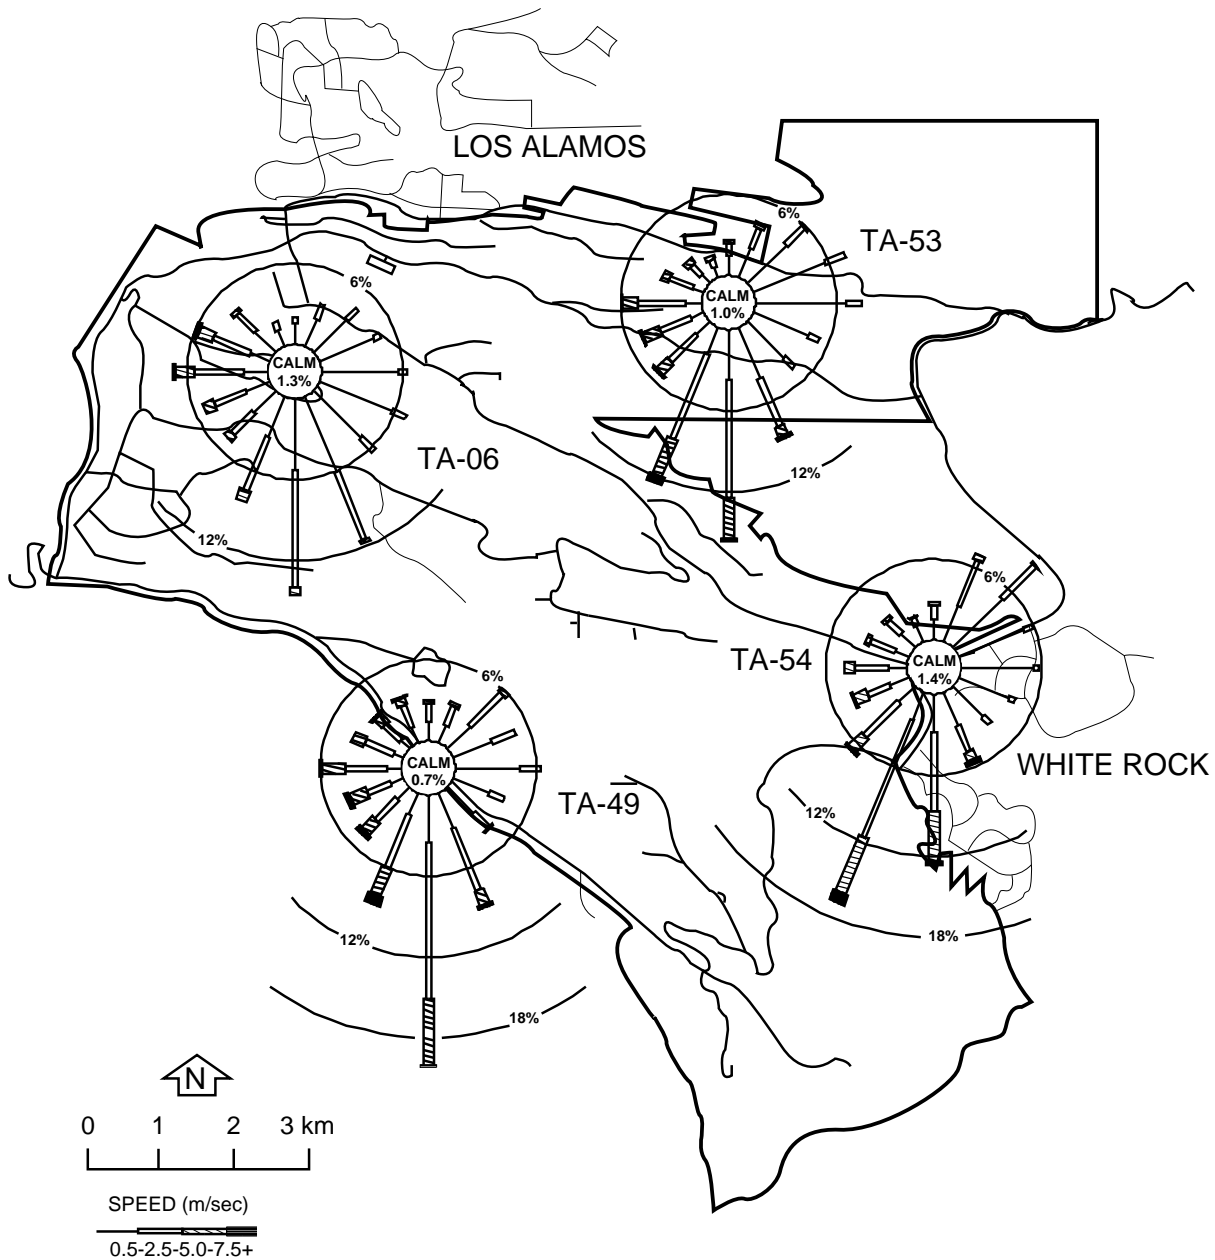 LOS ALAMOS
6%
TA-53
CALM
1.0%
6%
CALM
1.3%
TA-06
12%
12%
6%
TA-54
CALM
1.4%
WHITE ROCK
6%
CALM
0.7%
TA-49
12%
12%
18%
18%
N
0 1 2 3 km
SPEED (m/sec)
0.5-2.5-5.0-7.5+